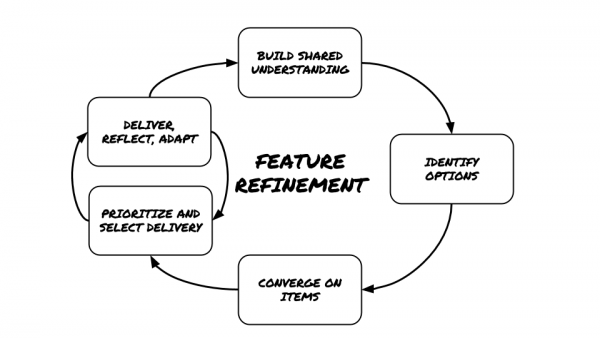 BUILD SHARED
UNDERSTANDING
DELIVER,
REFLECT, ADAPT
IDENTIFY
OPTIONS
FEATURE
REFINEMENT
PRIORITIZE AND
SELECT DELIVERY
CONVERGE ON
ITEMS